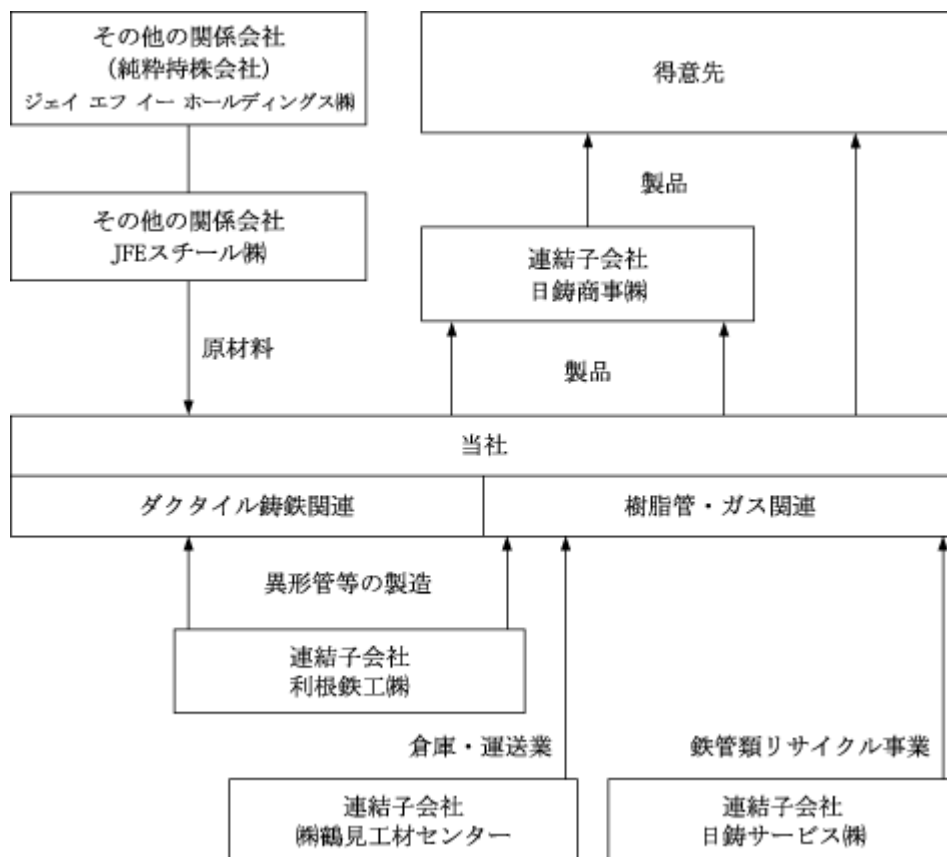 その他の関係会社
(純粋持株会社)
ジェイ エフ イー ホールディングス㈱
得意先
製品
その他の関係会社
JFEスチール㈱
連結子会社
日鋳商事㈱
原材料
製品
当社
ダクタイル鋳鉄関連
樹脂管・ガス関連
異形管等の製造
連結子会社
利根鉄工㈱
倉庫・運送業
鉄管類リサイクル事業
連結子会社
㈱鶴見工材センター
連結子会社
日鋳サービス㈱